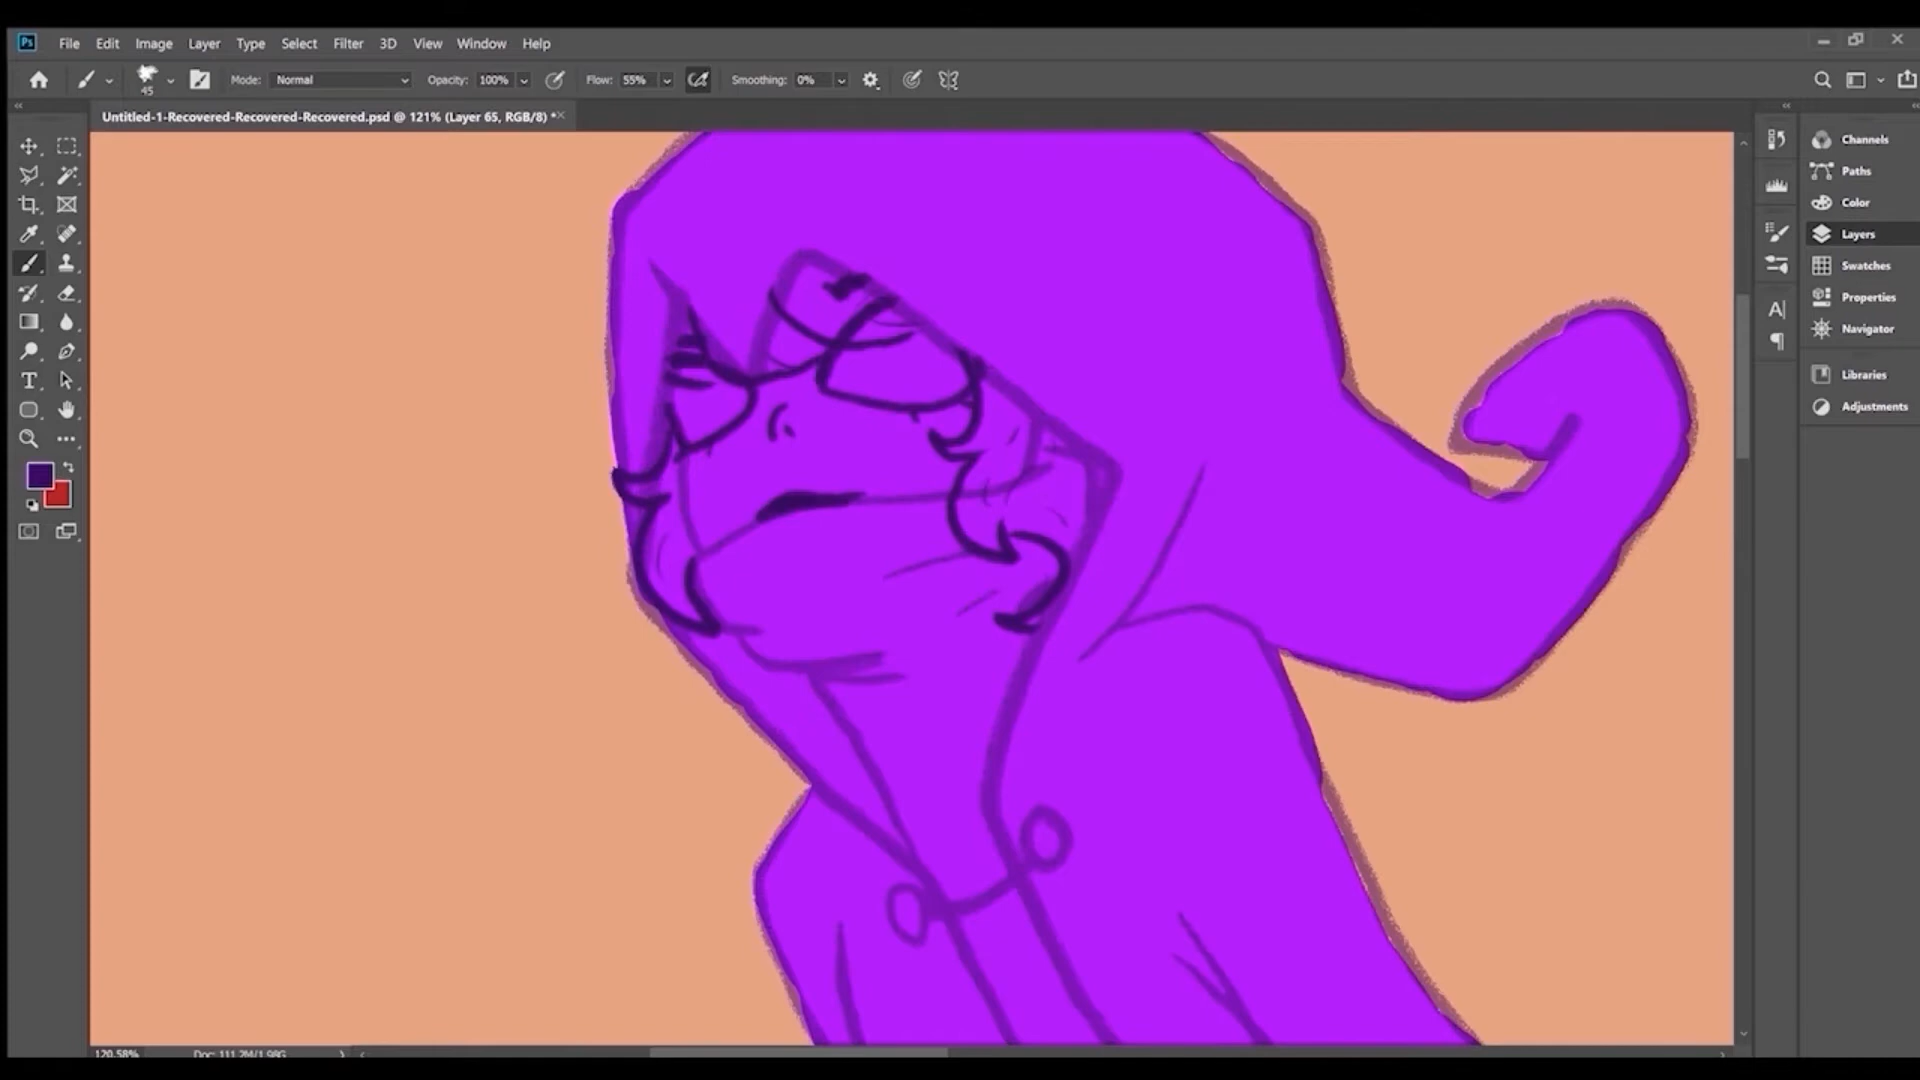 Ps File Edit Image Layer Type Select Filter 3D View Window Help
45 Mode: Normal Opacity: 100% Flow: 55% Smoothing: 0%
Untitled-1-Recovered-Recovered-Recovered.psd @ 121% (Layer 65, RGB/8) *
Channels
Paths
Color
Layers
Swatches
Properties
Navigator
Libraries
Adjustments
120.58% Doc: 111.2M/1.98G